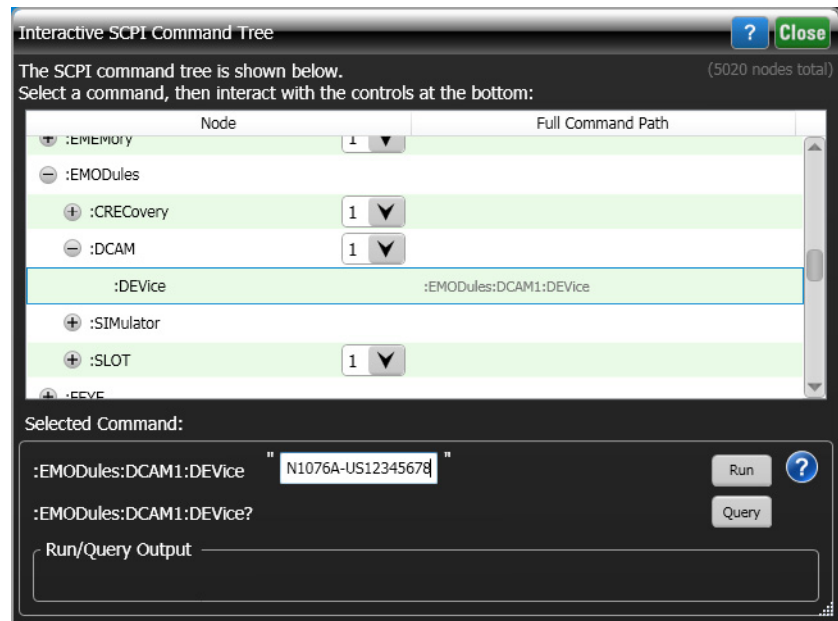 Interactive SCPI Command Tree
? Close
The SCPI command tree is shown below.
(5020 nodes total)
Select a command, then interact with the controls at the bottom:
Node Full Command Path
:EMEMory 1
:EMODules
:CRECovery 1
:DCAM 1
:DEVice :EMODules:DCAM1:DEVice
:SIMulator
:SLOT 1
Selected Command:
:EMODules:DCAM1:DEVice " N1076A-US12345678 " Run ?
:EMODules:DCAM1:DEVice? Query
Run/Query Output